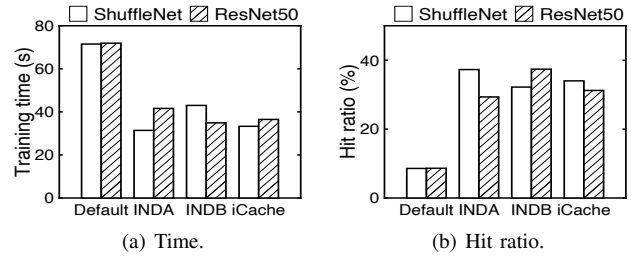 ShuffleNet ResNet50
Training time (s)
80
60
40
20
0
Default INDA INDB iCache
(a) Time.
ShuffleNet ResNet50
Hit ratio (%)
40
20
0
Default INDA INDB iCache
(b) Hit ratio.